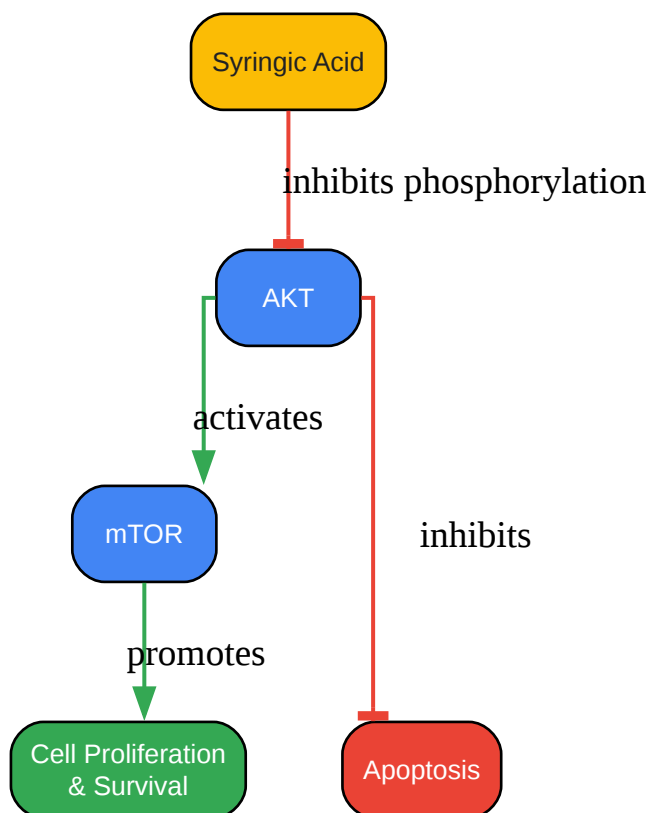 Syringic Acid
inhibits phosphorylation
AKT
activates
mTOR
inhibits
promotes
Cell Proliferation
& Survival
Apoptosis